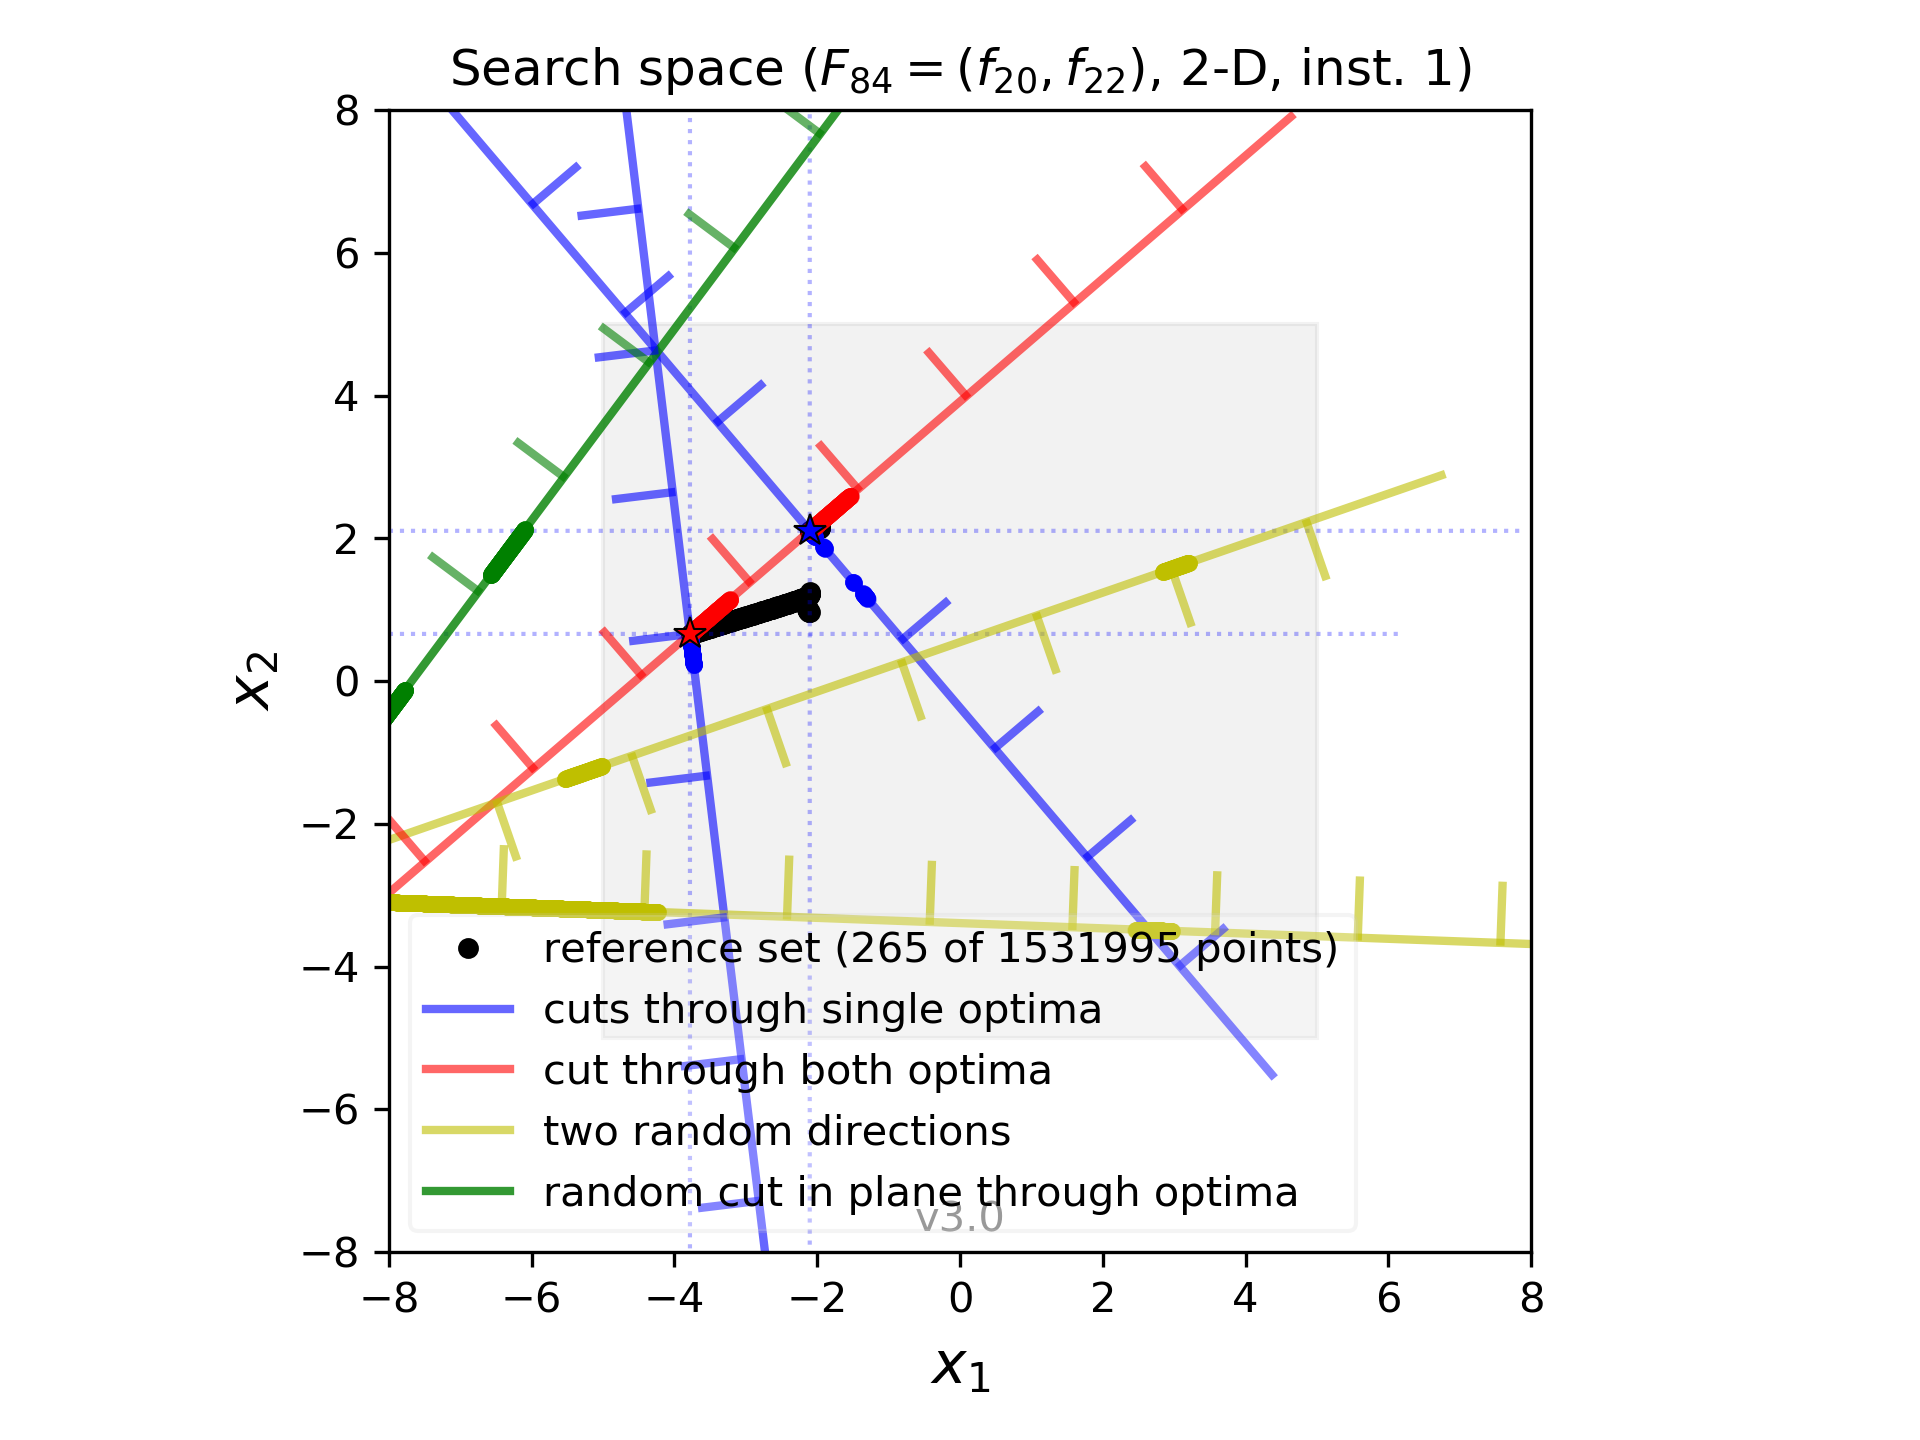 Search space (F84 = (f20, f22), 2-D, inst. 1)
8
6
4
2
0
−2
−4
−6
−8
x2
reference set (265 of 1531995 points)
cuts through single optima
cut through both optima
two random directions
random cut in plane through optima
v3.0
−8 −6 −4 −2 0 2 4 6 8
x1